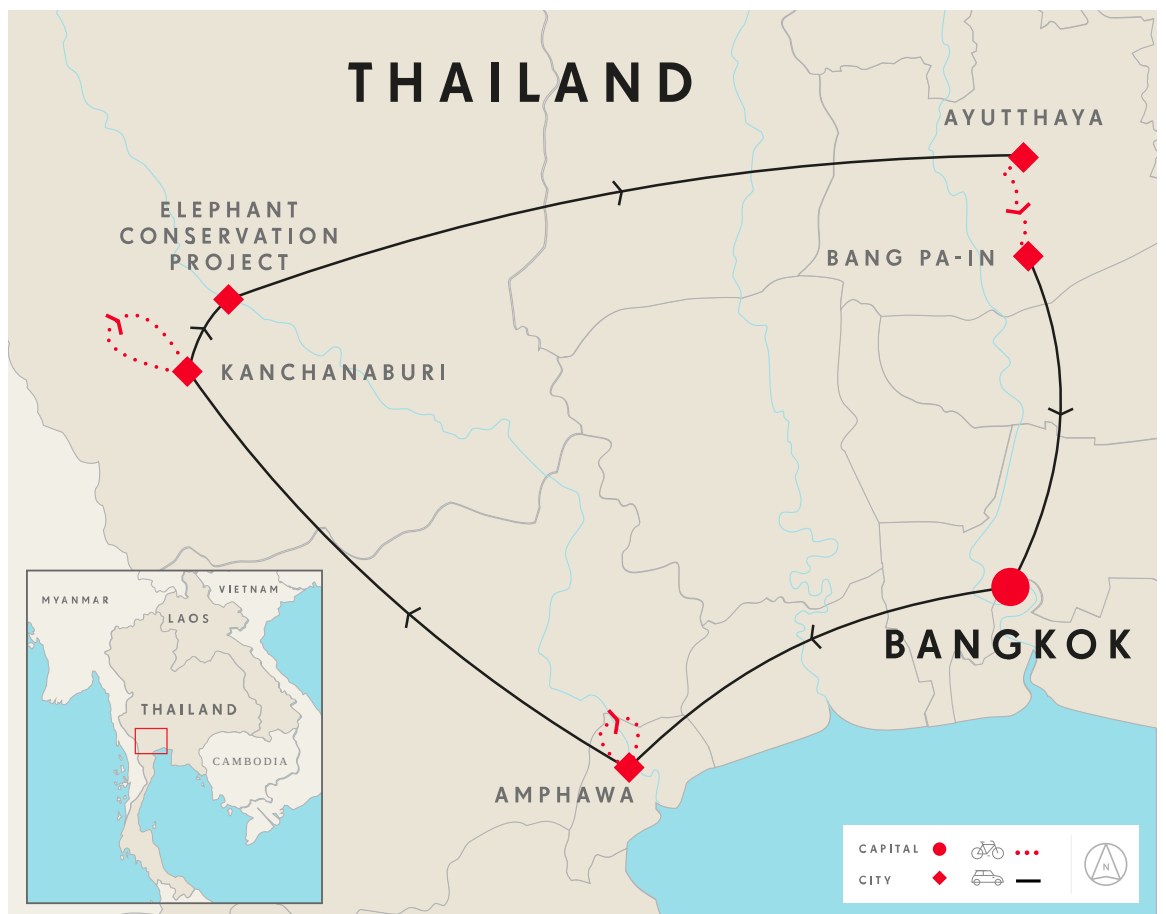 THAILAND
AYUTTHAYA
ELEPHANT
CONSERVATION
PROJECT
BANG PA-IN
KANCHANABURI
BANGKOK
AMPHAWA
MYANMAR
VIETNAM
LAOS
THAILAND
CAMBODIA
CAPITAL
CITY
N